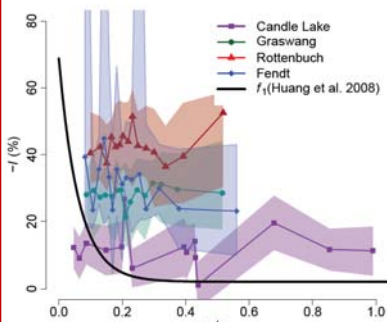 80
60
40
20
0
−I (%)
Candle Lake
Graswang
Rottenbuch
Fendt
f₁(Huang et al. 2008)
0.0 0.2 0.4 0.6 0.8 1.0